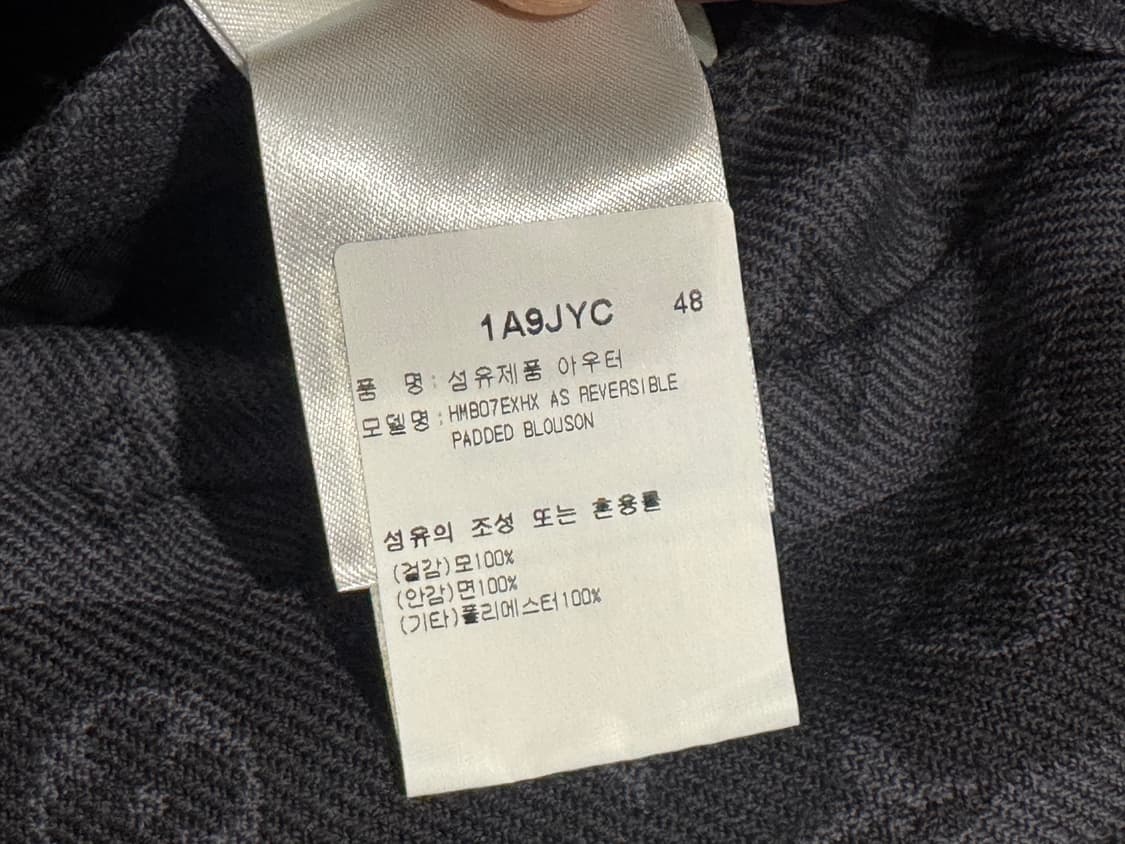 1A9JYC 48
품 명 : 섬유제품 아우터
모델명 : HMB07EXHX AS REVERSIBLE
PADDED BLOUSON
섬유의 조성 또는 혼용률
(겉감)모100%
(안감)면100%
(기타)폴리에스터100%